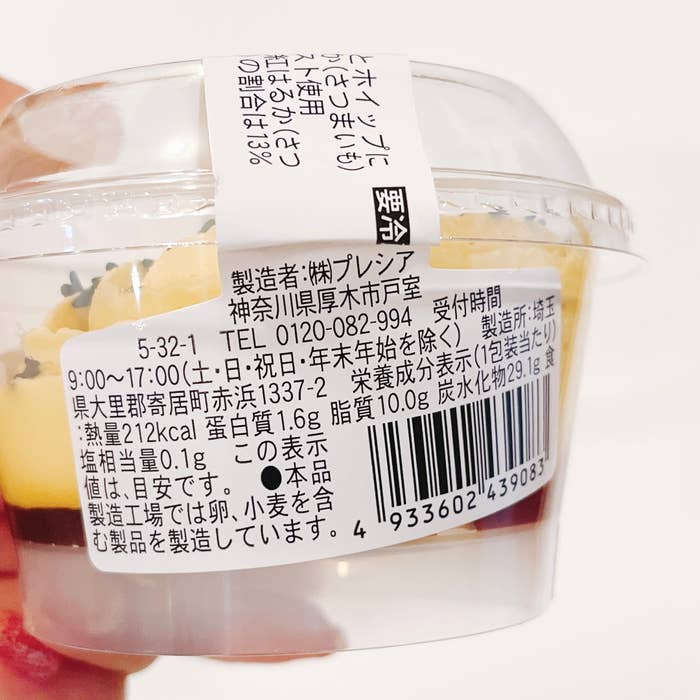 とホイップに
か(さつまいも)
スト使用
紅はるか(さつ
の割合は13%
要冷
製造者:㈱プレシア
神奈川県厚木市戸室
5-32-1 TEL 0120-082-994 受付時間
9:00～17:00(土・日・祝日・年末年始を除く) 製造所:埼玉
県大里郡寄居町赤浜1337-2 栄養成分表示(1包装当たり)
:熱量212kcal 蛋白質1.6g 脂質10.0g 炭水化物29.1g 食
塩相当量0.1g この表示
値は、目安です。 ●本品
製造工場では卵、小麦を含
む製品を製造しています。
4 933602 439083